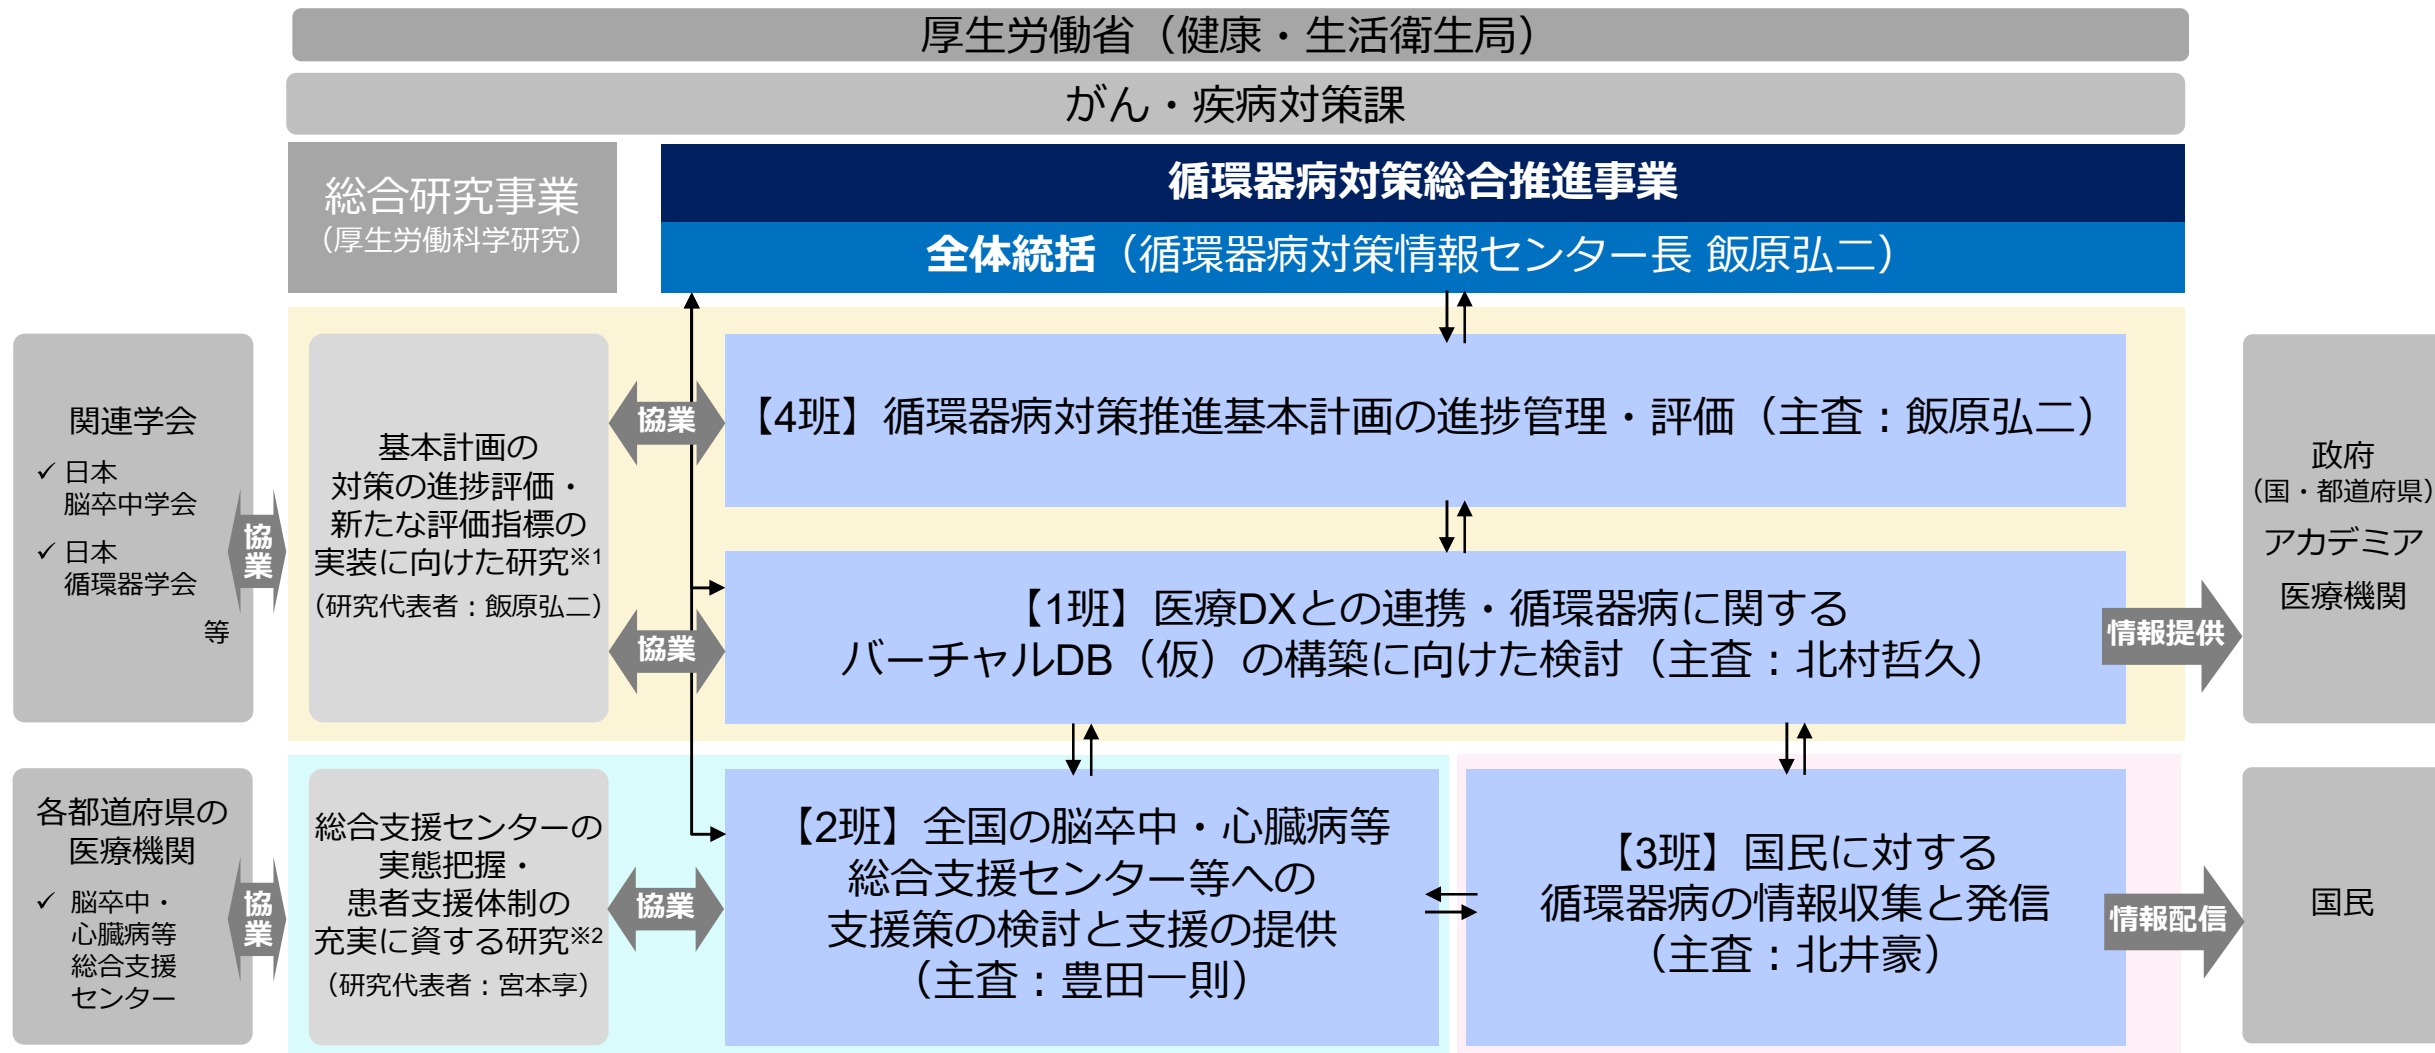 厚生労働省（健康・生活衛生局）
がん・疾病対策課
総合研究事業
（厚生労働科学研究）
循環器病対策総合推進事業
全体統括（循環器病対策情報センター長 飯原弘二）
関連学会
✓ 日本
脳卒中学会
✓ 日本
循環器学会
等
協業
基本計画の
対策の進捗評価・
新たな評価指標の
実装に向けた研究※1
（研究代表者：飯原弘二）
協業
協業
【4班】循環器病対策推進基本計画の進捗管理・評価（主査：飯原弘二）
【1班】医療DXとの連携・循環器病に関する
バーチャルDB（仮）の構築に向けた検討（主査：北村哲久）
情報提供
政府
（国・都道府県）
アカデミア
医療機関
各都道府県の
医療機関
✓ 脳卒中・
心臓病等
総合支援
センター
協業
総合支援センターの
実態把握・
患者支援体制の
充実に資する研究※2
（研究代表者：宮本享）
協業
【2班】全国の脳卒中・心臓病等
総合支援センター等への
支援策の検討と支援の提供
（主査：豊田一則）
【3班】国民に対する
循環器病の情報収集と発信
（主査：北井豪）
情報配信
国民